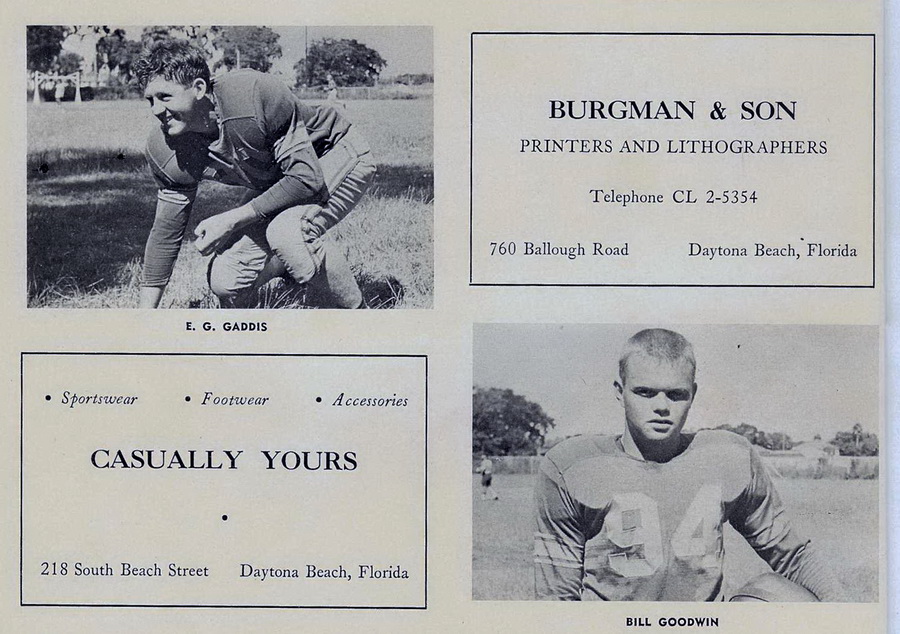 E. G. GADDIS
• Sportswear • Footwear • Accessories
CASUALLY YOURS
•
218 South Beach Street Daytona Beach, Florida
BURGMAN & SON
PRINTERS AND LITHOGRAPHERS
Telephone CL 2-5354
760 Ballough Road Daytona Beach, Florida
94
BILL GOODWIN